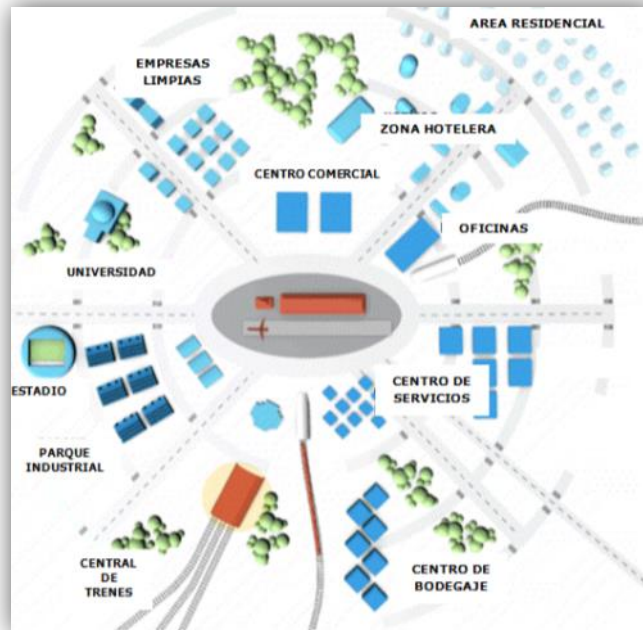 AREA RESIDENCIAL
EMPRESAS
LIMPIAS
ZONA HOTELERA
CENTRO COMERCIAL
OFICINAS
UNIVERSIDAD
ESTADIO
CENTRO DE
SERVICIOS
PARQUE
INDUSTRIAL
CENTRAL
DE
TRENES
CENTRO DE
BODEGAJE